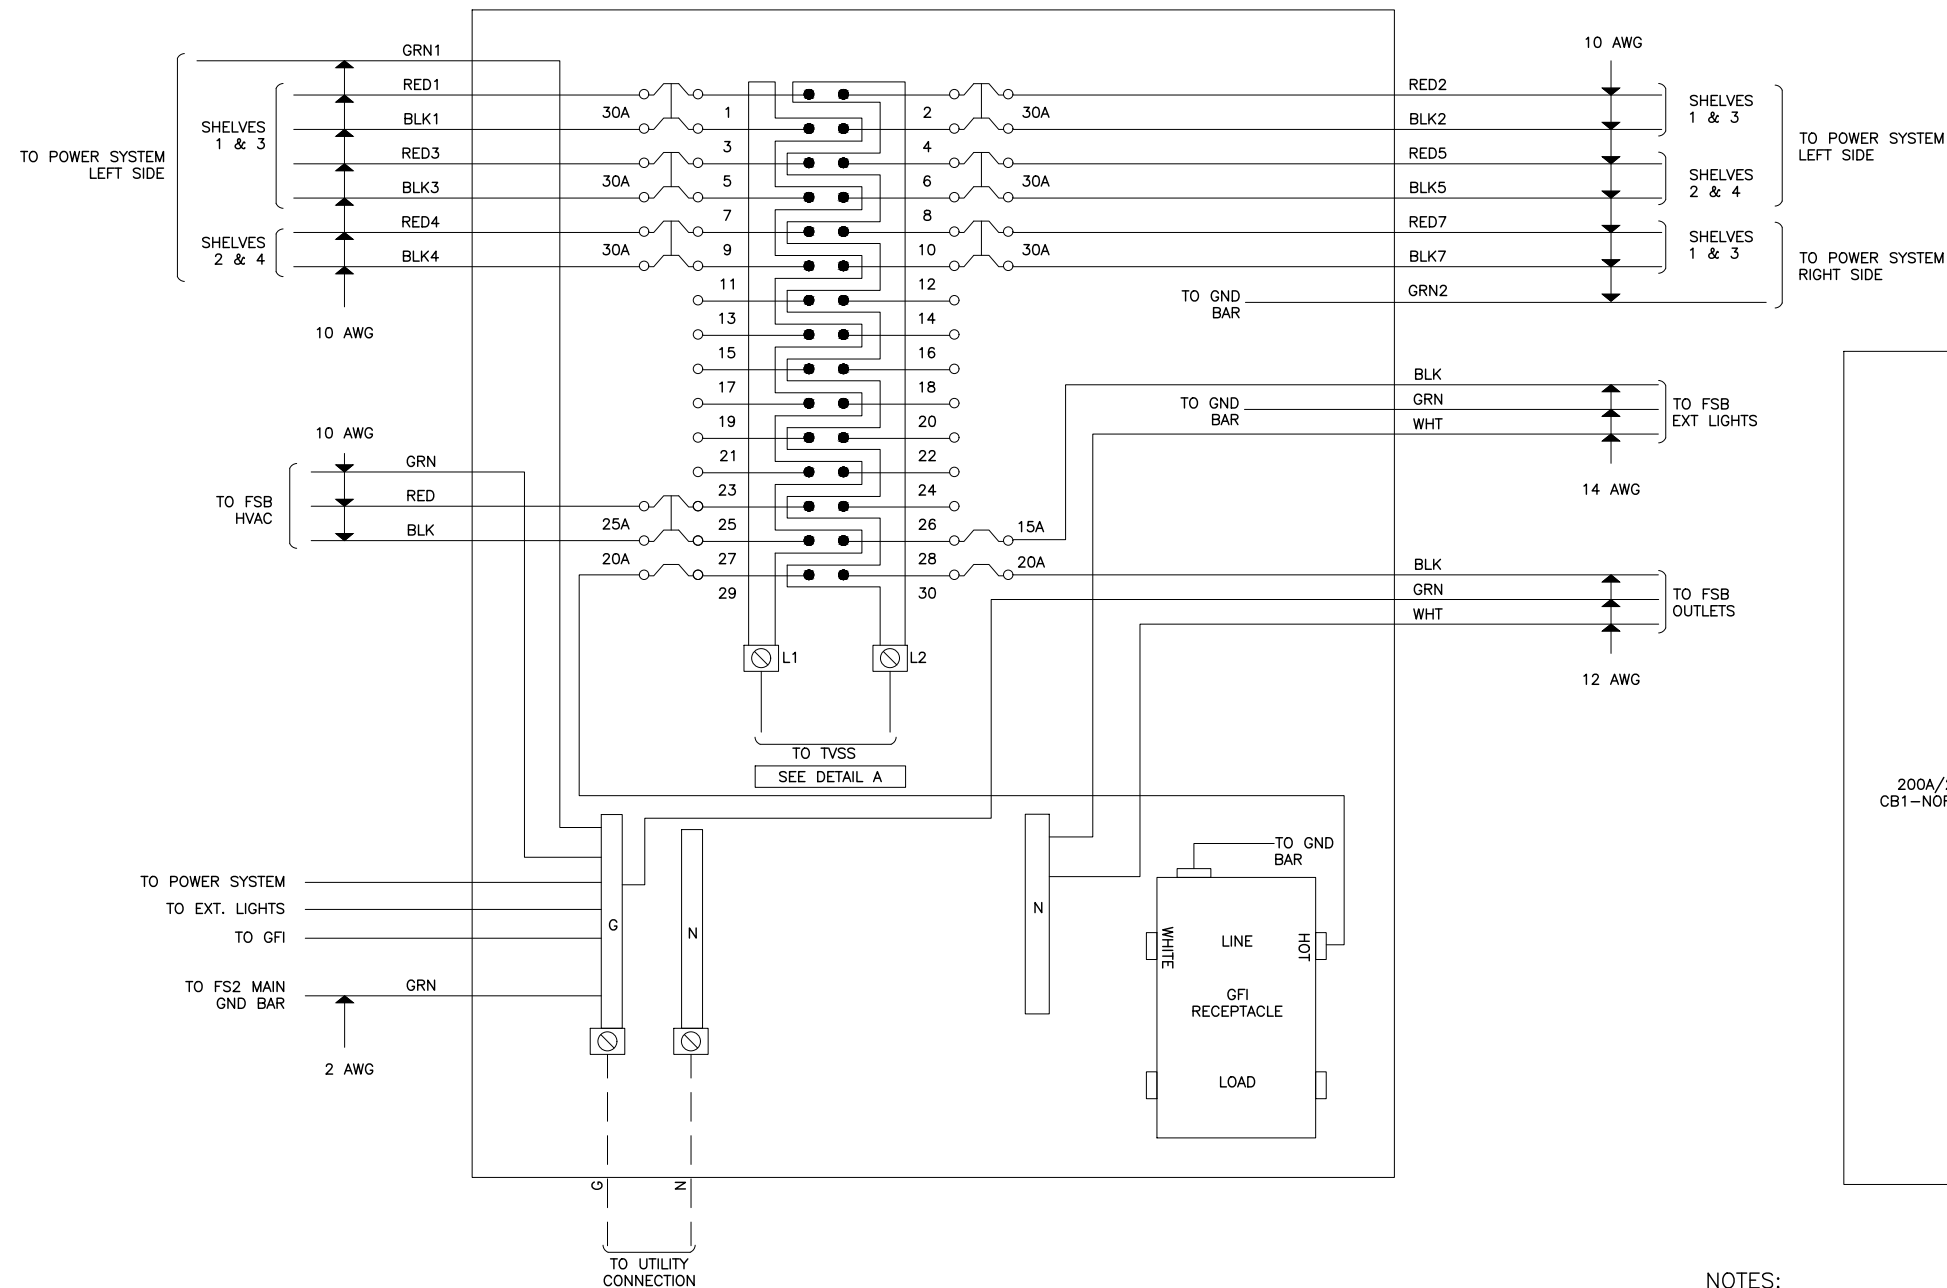 GRN1
10 AWG
RED1
RED2
SHELVES
1 & 3
30A
1
2
30A
BLK1
BLK2
SHELVES
1 & 3
TO POWER SYSTEM
LEFT SIDE
3
4
TO POWER SYSTEM
LEFT SIDE
RED3
RED5
30A
5
6
30A
SHELVES
2 & 4
BLK3
BLK5
7
8
RED4
RED7
SHELVES
2 & 4
30A
9
10
30A
SHELVES
1 & 3
BLK4
BLK7
TO POWER SYSTEM
RIGHT SIDE
11
12
GRN2
TO GND
BAR
10 AWG
13
14
15
16
17
18
BLK
TO GND
BAR
GRN
TO FSB
EXT LIGHTS
19
20
WHT
10 AWG
21
22
GRN
23
24
14 AWG
TO FSB
HVAC
RED
25A
25
26
15A
BLK
20A
27
28
20A
BLK
29
30
GRN
TO FSB
OUTLETS
WHT
L1
L2
12 AWG
TO TVSS
SEE DETAIL A
200A/
CB1-NO
TO GND
BAR
TO POWER SYSTEM
TO EXT. LIGHTS
G
N
N
TO GFI
WHITE
LINE
HOT
TO FS2 MAIN
GND BAR
GRN
GFI
RECEPTACLE
2 AWG
LOAD
G
N
TO UTILITY
CONNECTION
NOTES: